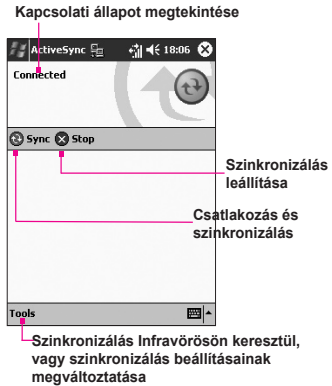 Kapcsolati állapot megtekintése
ActiveSync 18:06
Connected
Sync Stop
Szinkronizálás
leállítása
Csatlakozás és
szinkronizálás
Tools
Szinkronizálás Infravörösön keresztül,
vagy szinkronizálás beállításainak
megváltoztatása